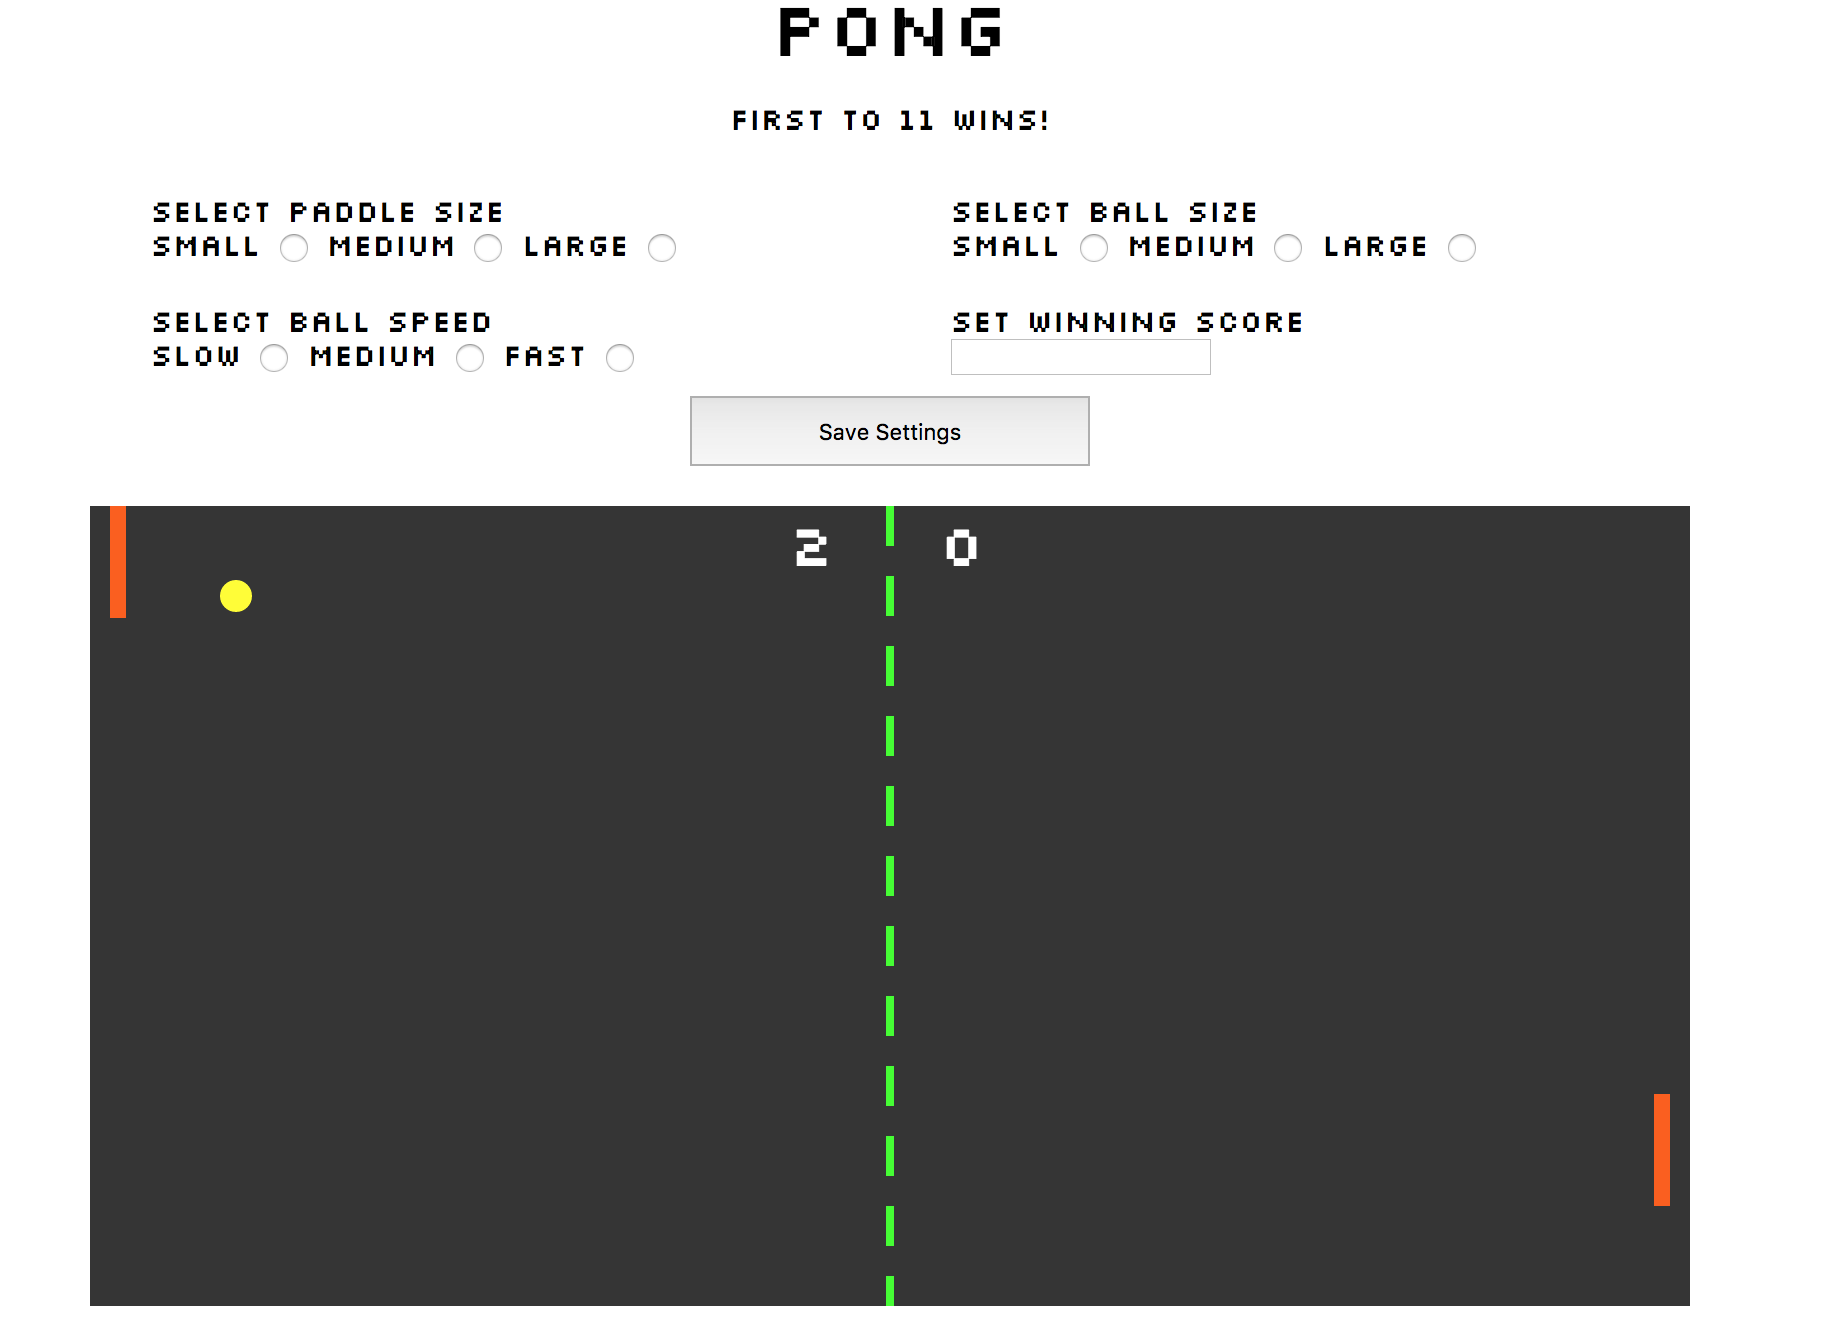 PONG
FIRST TO 11 WINS!
SELECT PADDLE SIZE
SMALL MEDIUM LARGE
SELECT BALL SIZE
SMALL MEDIUM LARGE
SELECT BALL SPEED
SLOW MEDIUM FAST
SET WINNING SCORE
Save Settings
2 0